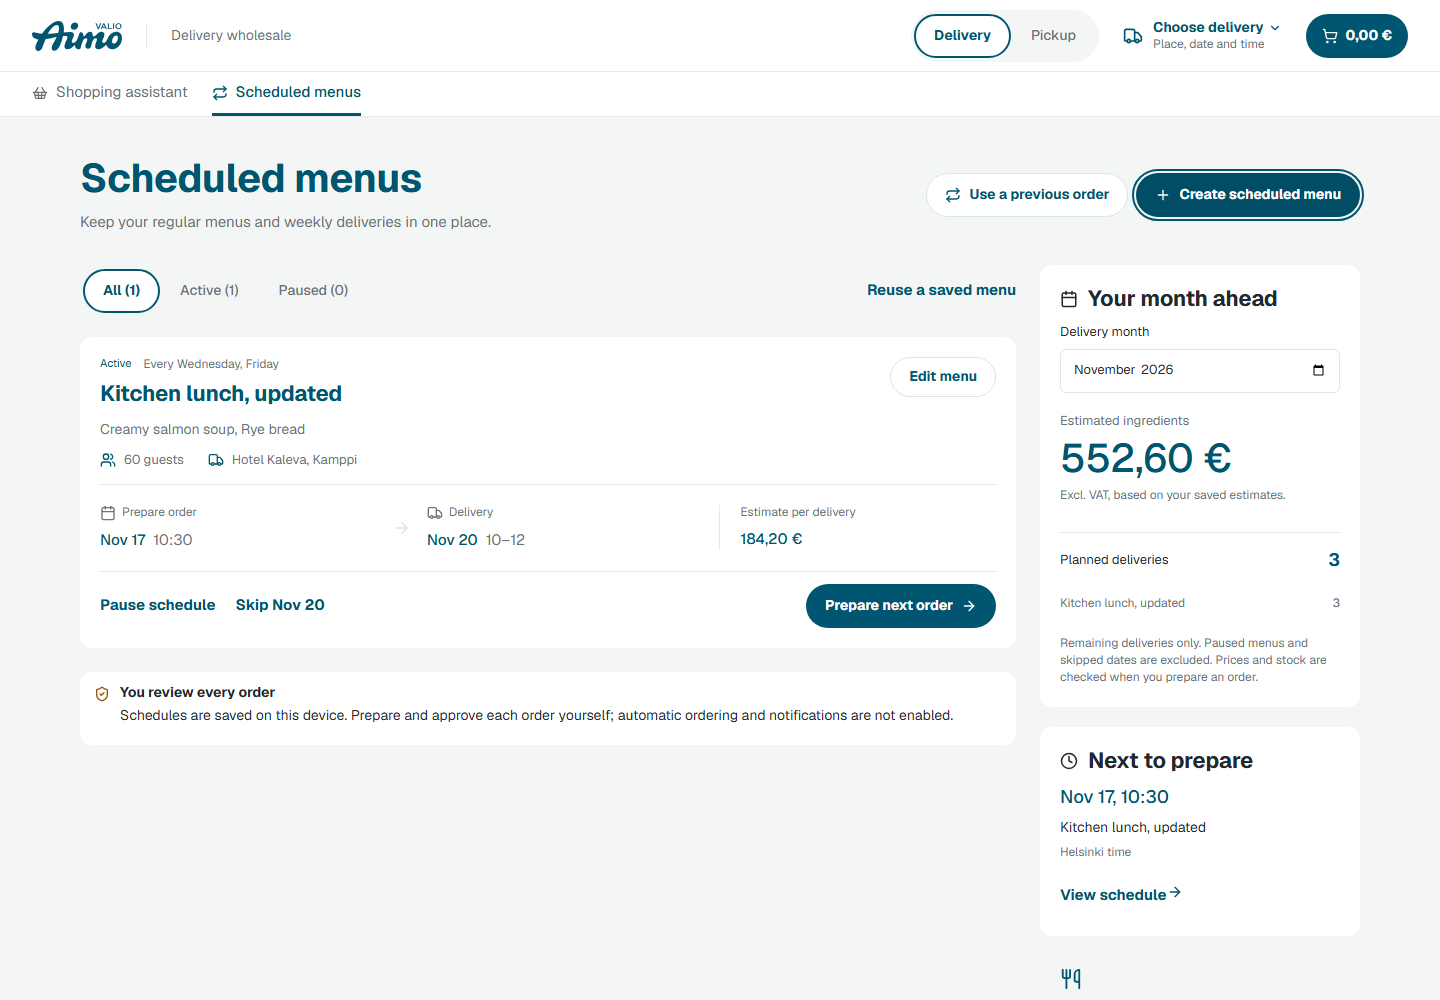 VALIO
Aimo
Delivery wholesale
Delivery
Pickup
Choose delivery
Place, date and time
0,00 €
Shopping assistant
Scheduled menus
Scheduled menus
Keep your regular menus and weekly deliveries in one place.
Use a previous order
Create scheduled menu
All (1)
Active (1)
Paused (0)
Reuse a saved menu
Active Every Wednesday, Friday
Kitchen lunch, updated
Creamy salmon soup, Rye bread
60 guests
Hotel Kaleva, Kamppi
Edit menu
Prepare order
Nov 17 10:30
Delivery
Nov 20 10–12
Estimate per delivery
184,20 €
Pause schedule
Skip Nov 20
Prepare next order
You review every order
Schedules are saved on this device. Prepare and approve each order yourself; automatic ordering and notifications are not enabled.
Your month ahead
Delivery month
November 2026
Estimated ingredients
552,60 €
Excl. VAT, based on your saved estimates.
Planned deliveries 3
Kitchen lunch, updated 3
Remaining deliveries only. Paused menus and
skipped dates are excluded. Prices and stock are
checked when you prepare an order.
Next to prepare
Nov 17, 10:30
Kitchen lunch, updated
Helsinki time
View schedule